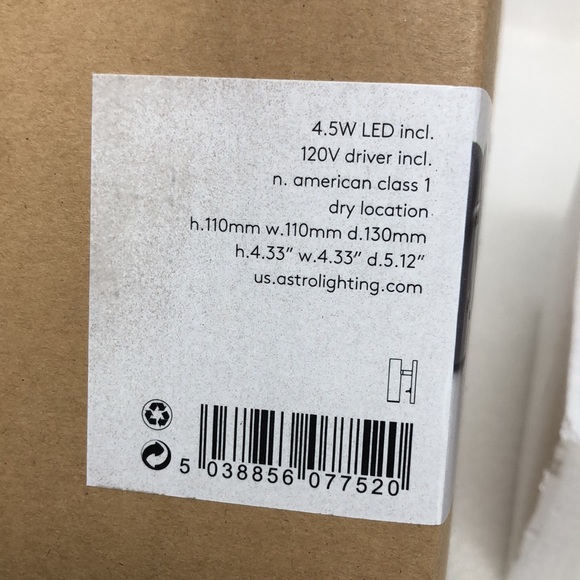 4.5W LED incl.
120V driver incl.
n. american class 1
dry location
h.110mm w.110mm d.130mm
h.4.33" w.4.33" d.5.12"
us.astrolighting.com
5 038856 077520